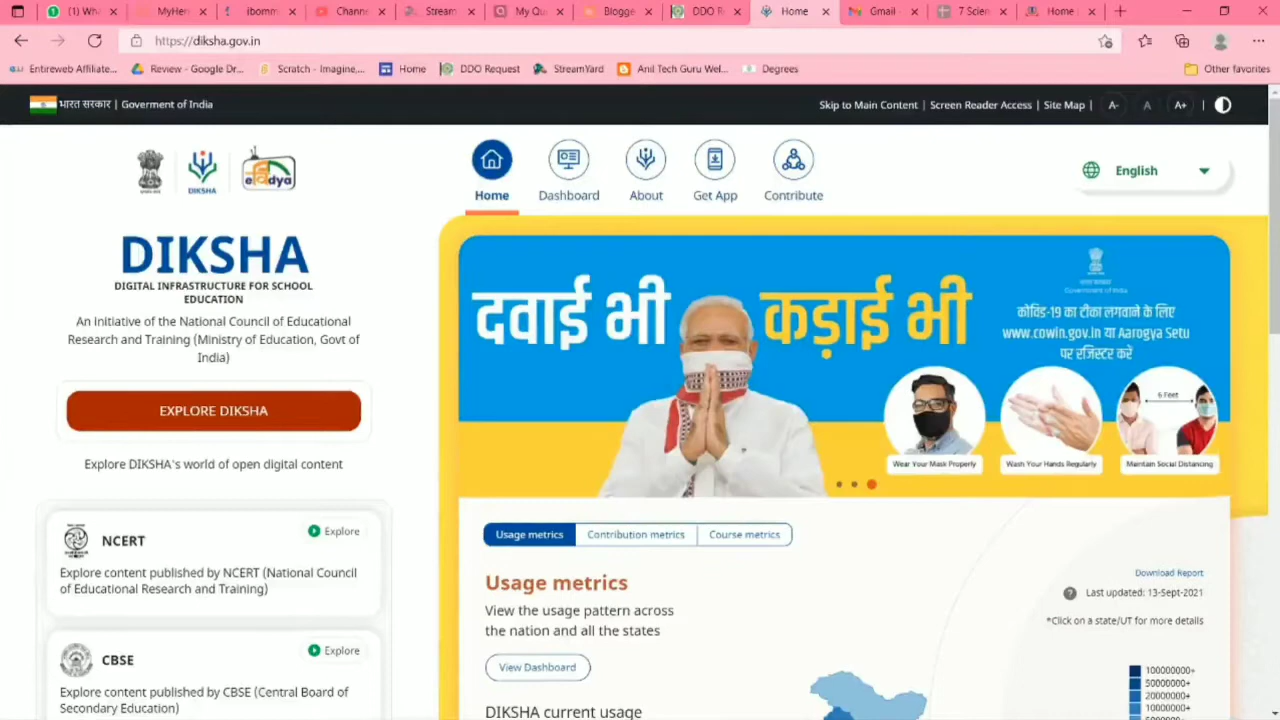 (1) Wh
MyHer
ibomm
Chann
Stream
My Qu
Blogge
DDO R
Home
Gmail
7 Scien
Home
https://diksha.gov.in
Entireweb Affiliate...
Review - Google Dr...
Scratch - Imagine,...
Home
DDO Request
StreamYard
Anil Tech Guru Wel...
Degrees
Other favorites
भारत सरकार | Goverment of India
Skip to Main Content | Screen Reader Access | Site Map | A- A A+ |
DIKSHA
Home
Dashboard
About
Get App
Contribute
English
DIKSHA
DIGITAL INFRASTRUCTURE FOR SCHOOL
EDUCATION
An Initiative of the National Council of Educational
Research and Training (Ministry of Education, Govt of
India)
EXPLORE DIKSHA
Explore DIKSHA's world of open digital content
NCERT
Explore
Explore content published by NCERT (National Council
of Educational Research and Training)
CBSE
Explore
Explore content published by CBSE (Central Board of
Secondary Education)
दवाई भी कड़ाई भी
Government of India
कोविड-19 का टीका लगवाने के लिए
www.cowin.gov.in या Aarogya Setu
पर रजिस्टर करें
6 Feet
Wear Your Mask Properly
Wash Your Hands Regularly
Maintain Social Distancing
Usage metrics
Contribution metrics
Course metrics
Usage metrics
View the usage pattern across
the nation and all the states
View Dashboard
DIKSHA current usage
Download Report
? Last updated: 13-Sept-2021
*Click on a state/UT for more details
100000000+
50000000+
20000000+
10000000+